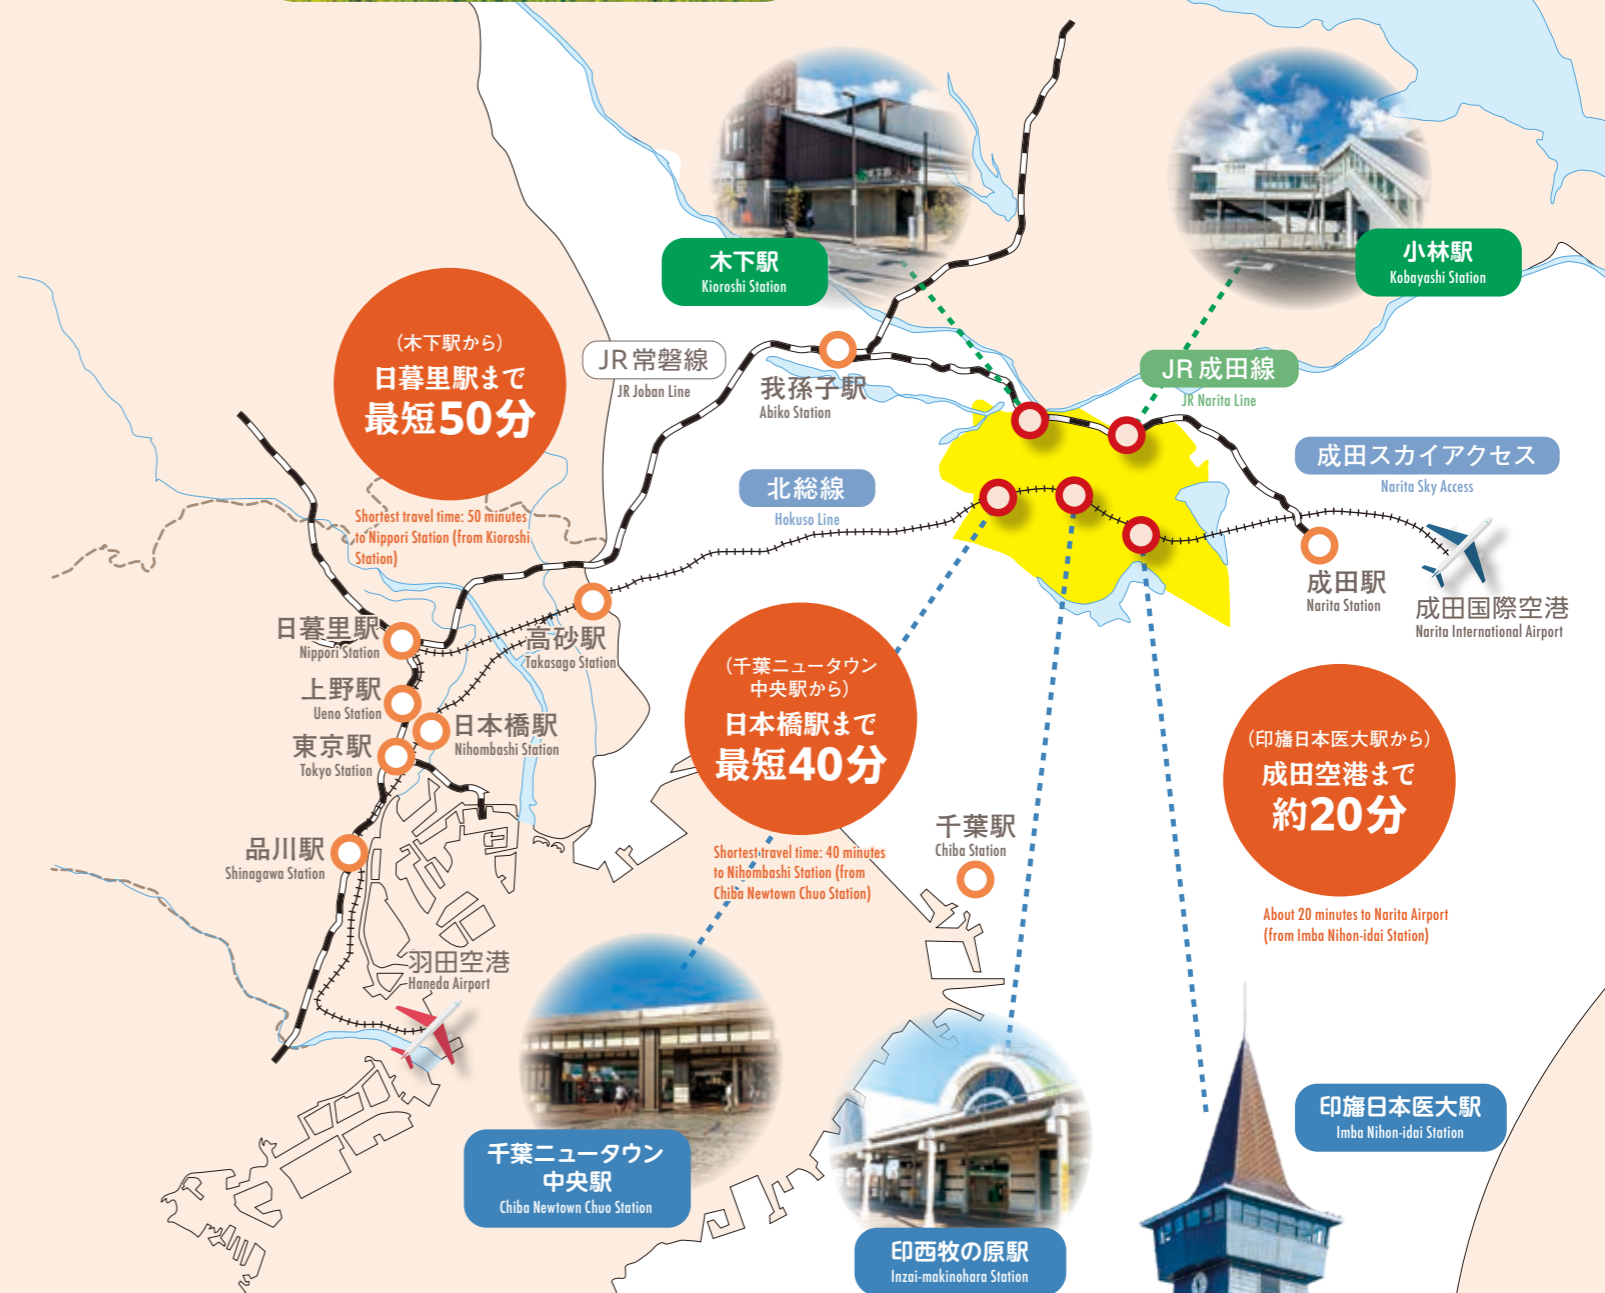 木下駅
Kioroshi Station
小林駅
Kobayashi Station
（木下駅から）
日暮里駅まで
最短50分
Shortest travel time: 50 minutes
to Nippori Station (from Kioroshi
Station)
JR常磐線
JR Joban Line
我孫子駅
Abiko Station
JR成田線
JR Narita Line
北総線
Hokuso Line
成田スカイアクセス
Narita Sky Access
成田駅
Narita Station
成田国際空港
Narita International Airport
日暮里駅
Nippori Station
高砂駅
Takasago Station
上野駅
Ueno Station
日本橋駅
Nihombashi Station
東京駅
Tokyo Station
品川駅
Shinagawa Station
羽田空港
Haneda Airport
（千葉ニュータウン
中央駅から）
日本橋駅まで
最短40分
Shortest travel time: 40 minutes
to Nihombashi Station (from
Chiba Newtown Chuo Station)
千葉駅
Chiba Station
（印旛日本医大駅から）
成田空港まで
約20分
About 20 minutes to Narita Airport
(from Imba Nihon-idai Station)
千葉ニュータウン
中央駅
Chiba Newtown Chuo Station
印西牧の原駅
Inzai-makinohara Station
印旛日本医大駅
Imba Nihon-idai Station